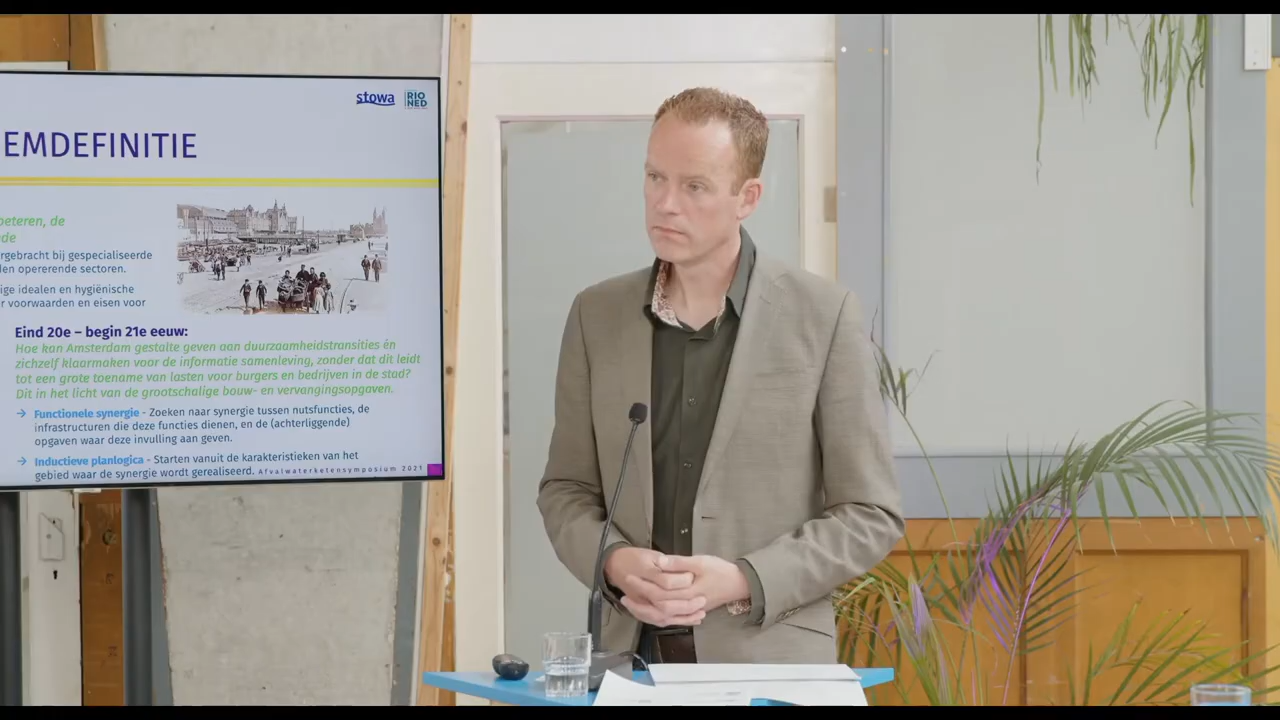 stowa
RIO
NED
EMDEFINITIE
beteren, de
de
rgebracht bij gespecialiseerde
den opererende sectoren.
ige idealen en hygiënische
r voorwaarden en eisen voor
Eind 20e – begin 21e eeuw:
Hoe kan Amsterdam gestalte geven aan duurzaamheidstransities én
zichzelf klaarmaken voor de informatie samenleving, zonder dat dit leidt
tot een grote toename van lasten voor burgers en bedrijven in de stad?
Dit in het licht van de grootschalige bouw- en vervangingsopgaven.
→ Functionele synergie - Zoeken naar synergie tussen nutsfuncties, de
infrastructuren die deze functies dienen, en de (achterliggende)
opgaven waar deze invulling aan geven.
→ Inductieve planlogica - Starten vanuit de karakteristieken van het
gebied waar de synergie wordt gerealiseerd. Afvalwaterketensymposium 2021